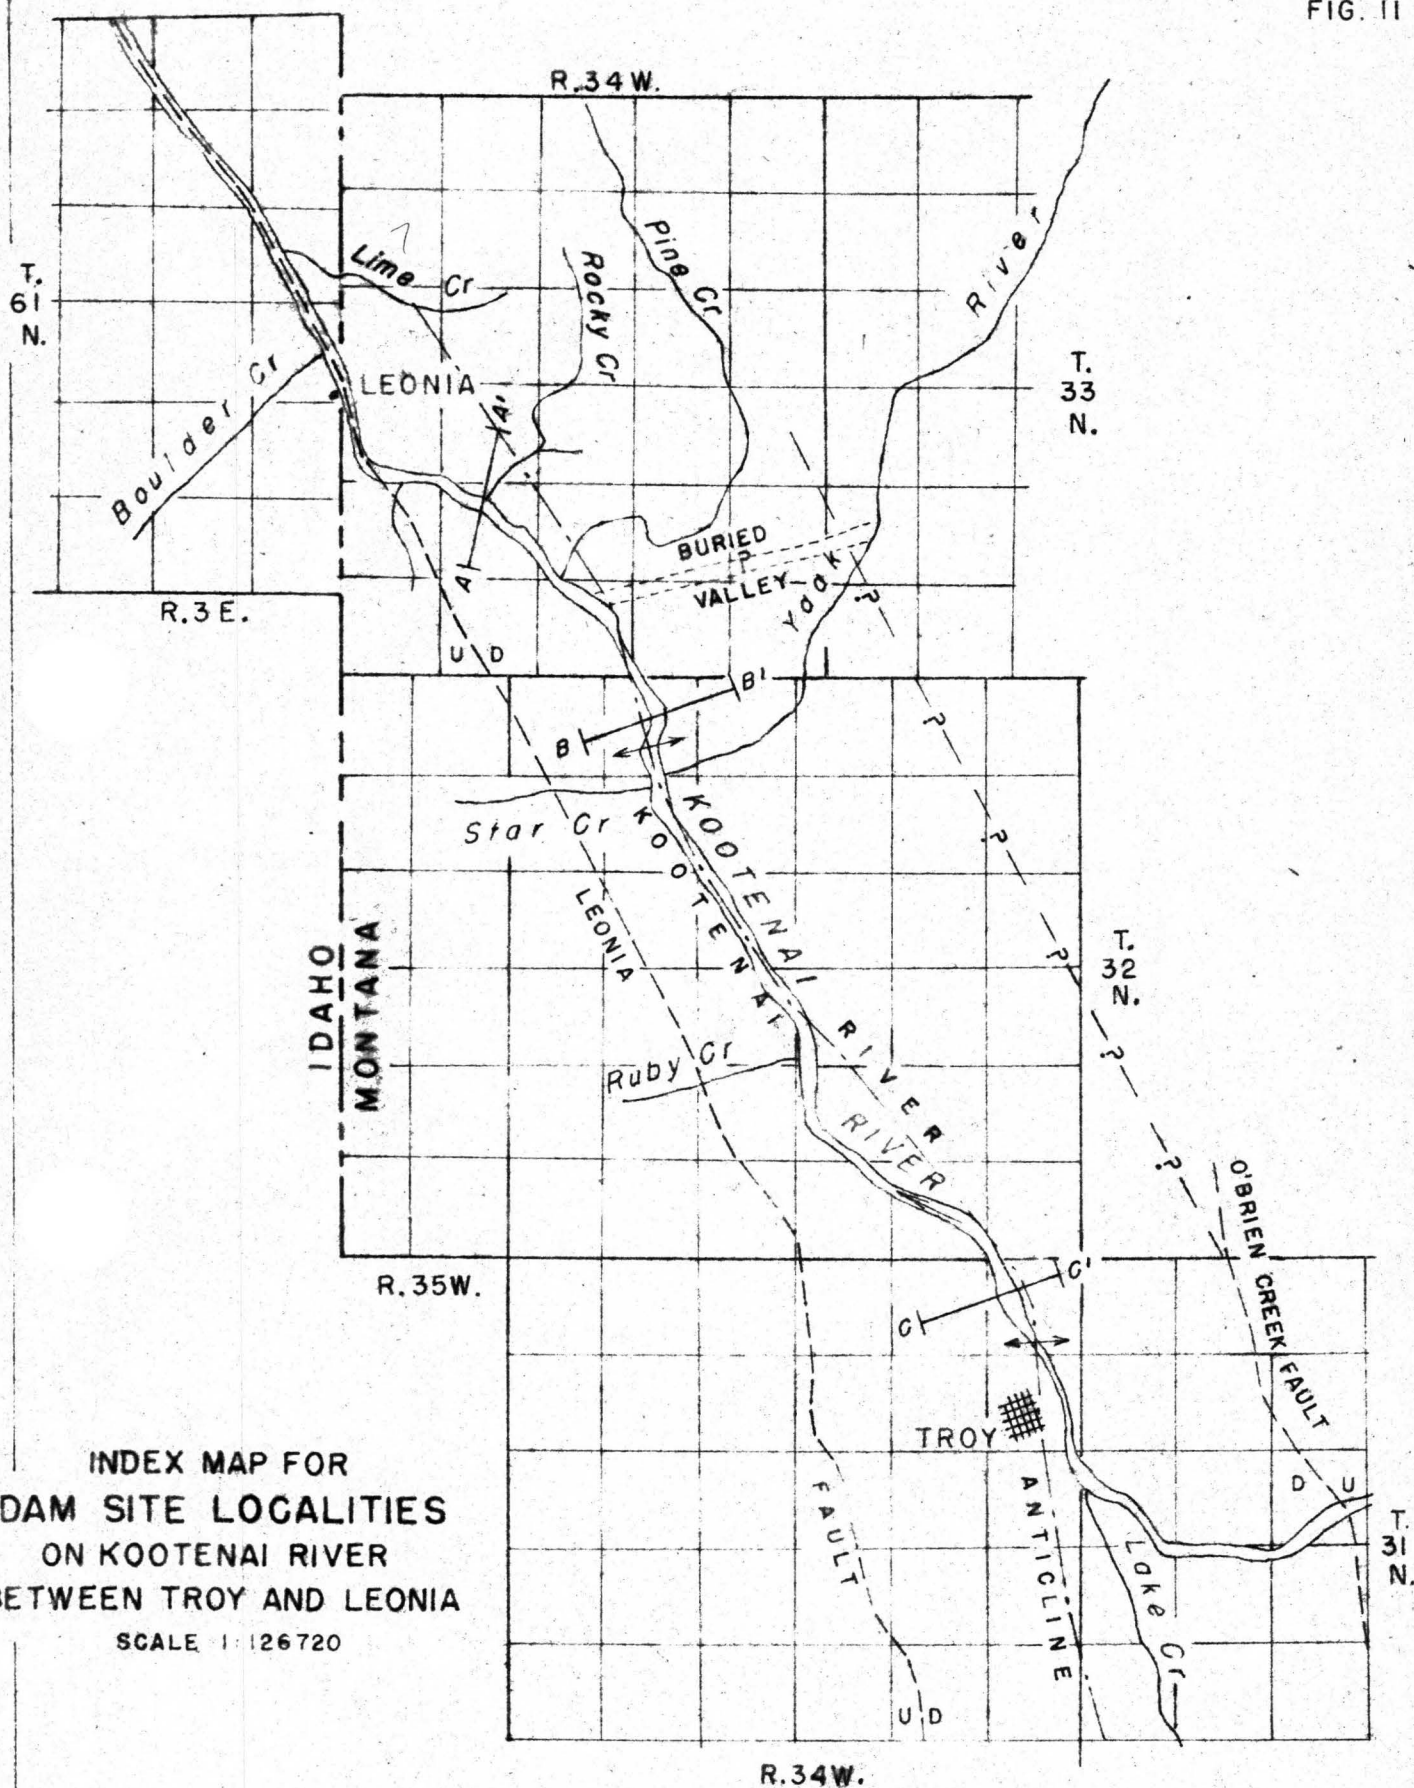 FIG. 11
R.34W.
T.
61
N.
Lime Cr
Rocky Cr
Pine Cr
River
T.
33
N.
LEONIA
Boulder Cr
A'
A
BURIED
?
VALLEY
YAAK
?
R.3E.
U D
B'
B
?
Star Cr
KOOTENAI
KOOTENAI
?
LEONIA
IDAHO
MONTANA
?
T.
32
N.
RIVER
?
Ruby Cr
RIVER
?
O'BRIEN CREEK FAULT
R.35W.
C'
C
TROY
D U
ANTICLINE
FAULT
Lake Cr
T.
31
N.
INDEX MAP FOR
DAM SITE LOCALITIES
ON KOOTENAI RIVER
BETWEEN TROY AND LEONIA
SCALE 1:126720
U D
R.34W.